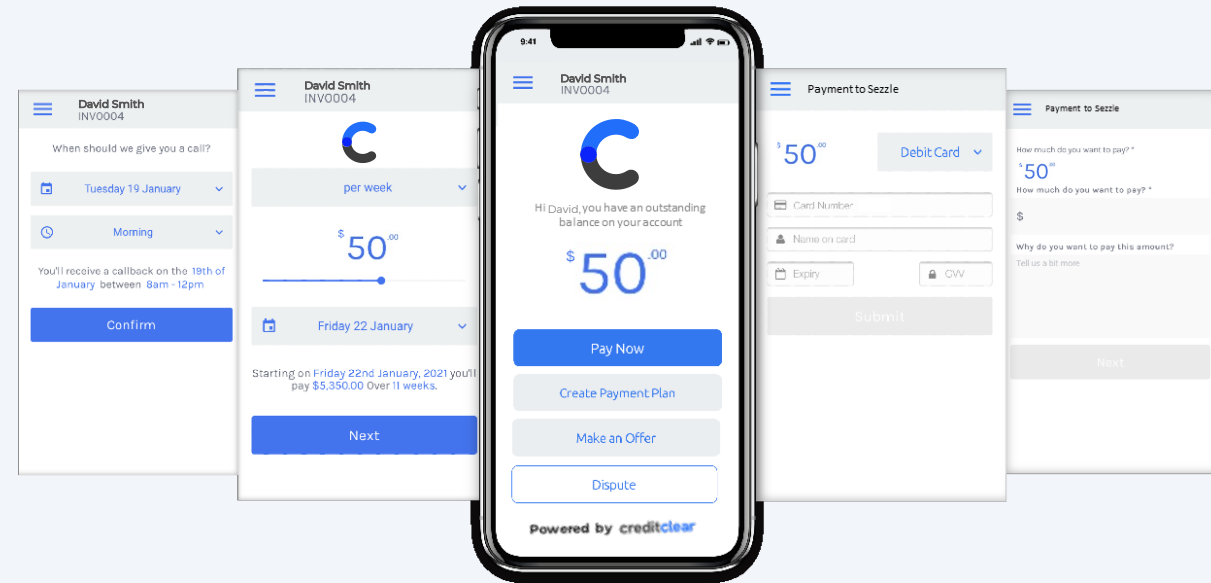 David Smith
INV0004
When should we give you a call?
Tuesday 19 January
Morning
You'll receive a callback on the 19th of
January between 8am - 12pm
Confirm
David Smith
INV0004
per week
$50.00
Friday 22 January
Starting on Friday 22nd January, 2021 you'll
pay $5,350.00 Over 11 weeks.
Next
9:41
David Smith
INV0004
Hi David, you have an outstanding
balance on your account
$50.00
Pay Now
Create Payment Plan
Make an Offer
Dispute
Powered by creditclear
Payment to Sezzle
$50.00
Debit Card
Card Number
Name on card
Expiry
CVV
Submit
Payment to Sezzle
How much do you want to pay? *
$50.00
How much do you want to pay? *
$
Why do you want to pay this amount?
Tell us a bit more
Next